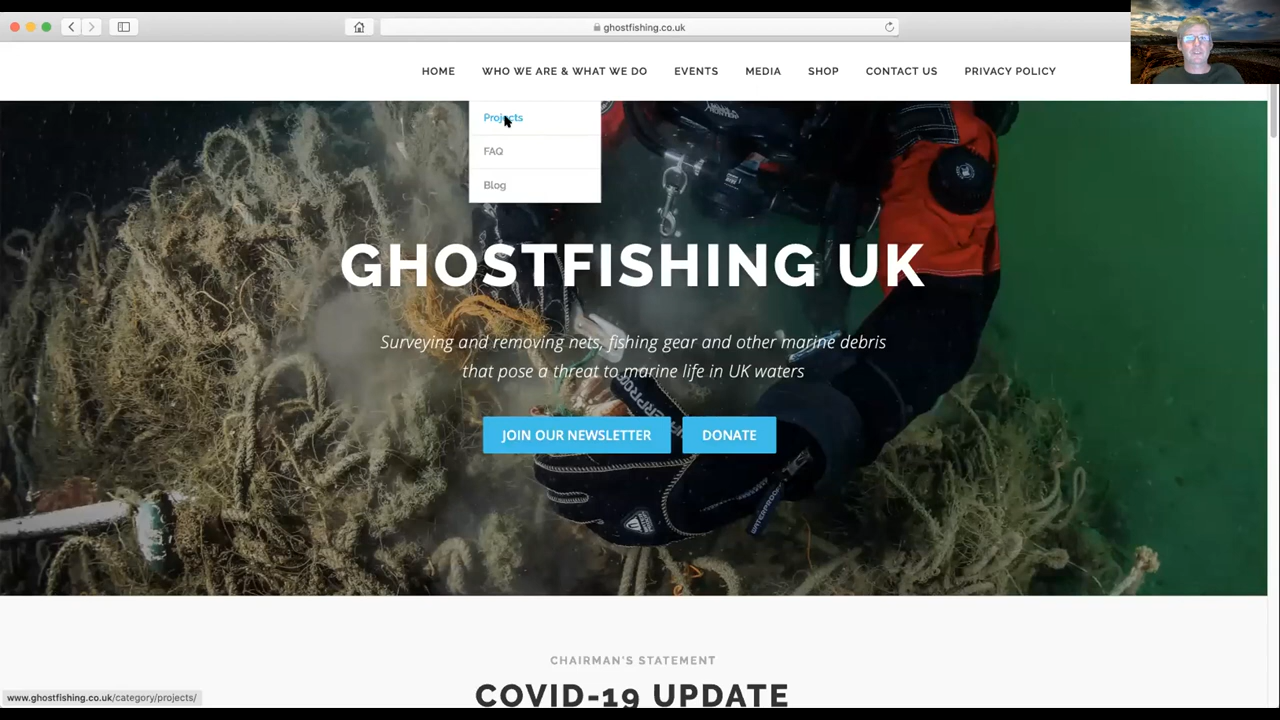 ghostfishing.co.uk
HOME WHO WE ARE & WHAT WE DO EVENTS MEDIA SHOP CONTACT US PRIVACY POLICY
Projects
FAQ
Blog
GHOSTFISHING UK
Surveying and removing nets, fishing gear and other marine debris
that pose a threat to marine life in UK waters
WATERPROOF
JOIN OUR NEWSLETTER DONATE
WATERPROOF
CHAIRMAN'S STATEMENT
COVID-19 UPDATE
www.ghostfishing.co.uk/category/projects/